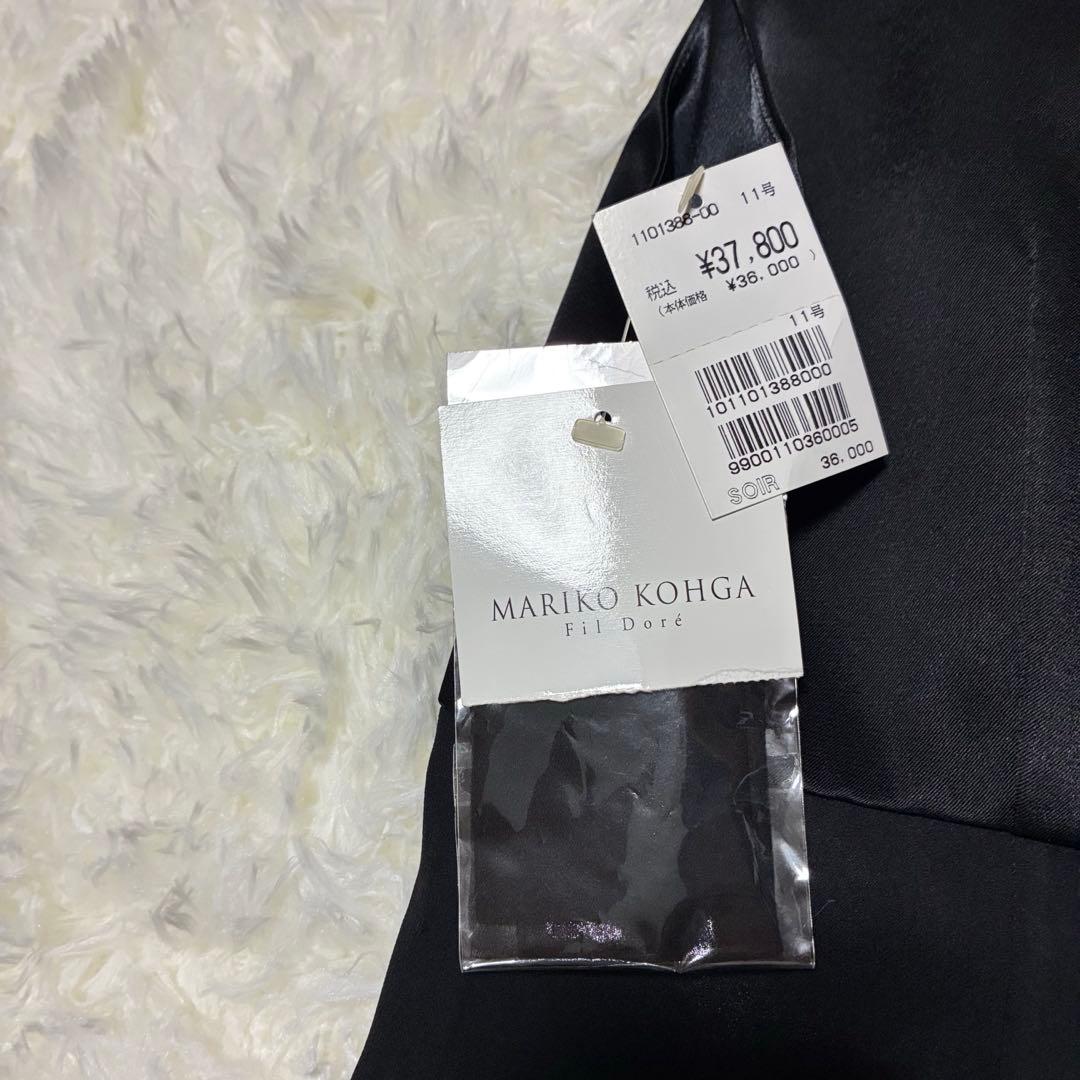 1101388-00 11号
¥37,800
税込
(本体価格 ¥36,000)
11号
101101388000
9900110360005
36,000
SOIR
MARIKO KOHGA
Fil Doré